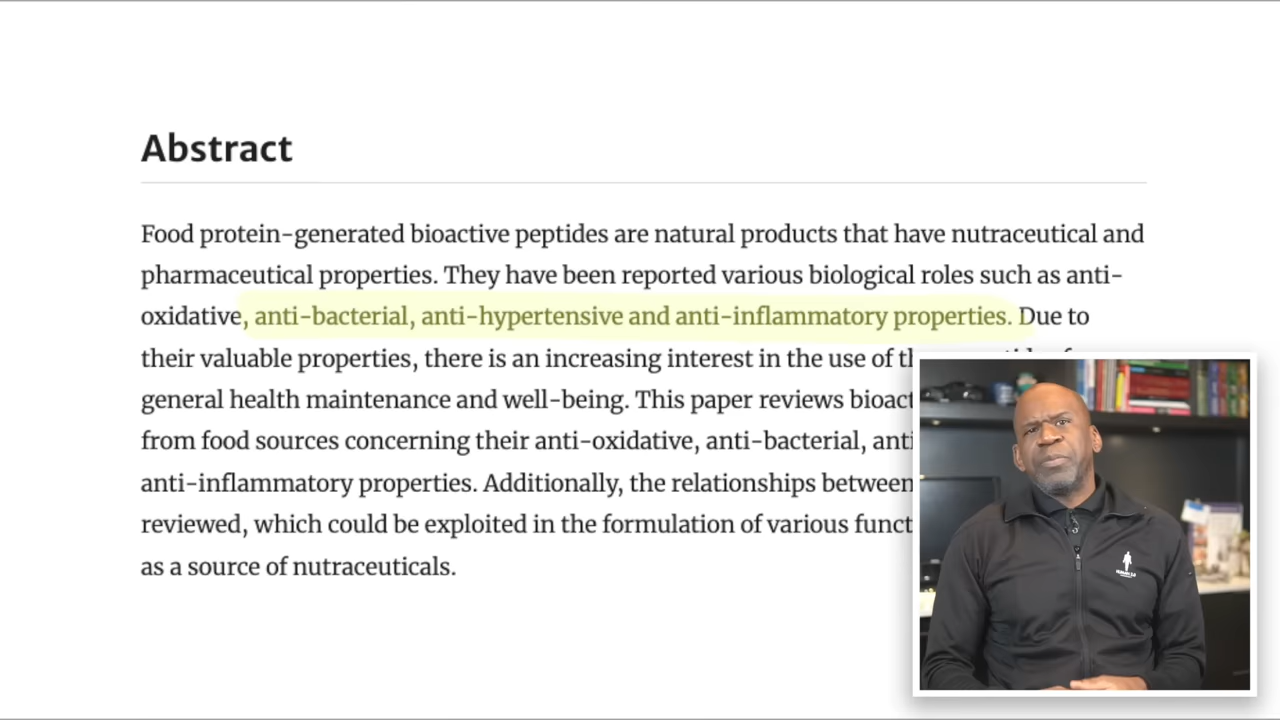 Abstract
Food protein-generated bioactive peptides are natural products that have nutraceutical and
pharmaceutical properties. They have been reported various biological roles such as anti-
oxidative, anti-bacterial, anti-hypertensive and anti-inflammatory properties. Due to
their valuable properties, there is an increasing interest in the use of
general health maintenance and well-being. This paper reviews
from food sources concerning their anti-oxidative, anti-bacterial,
anti-inflammatory properties. Additionally, the relationships between
reviewed, which could be exploited in the formulation of various
as a source of nutraceuticals.